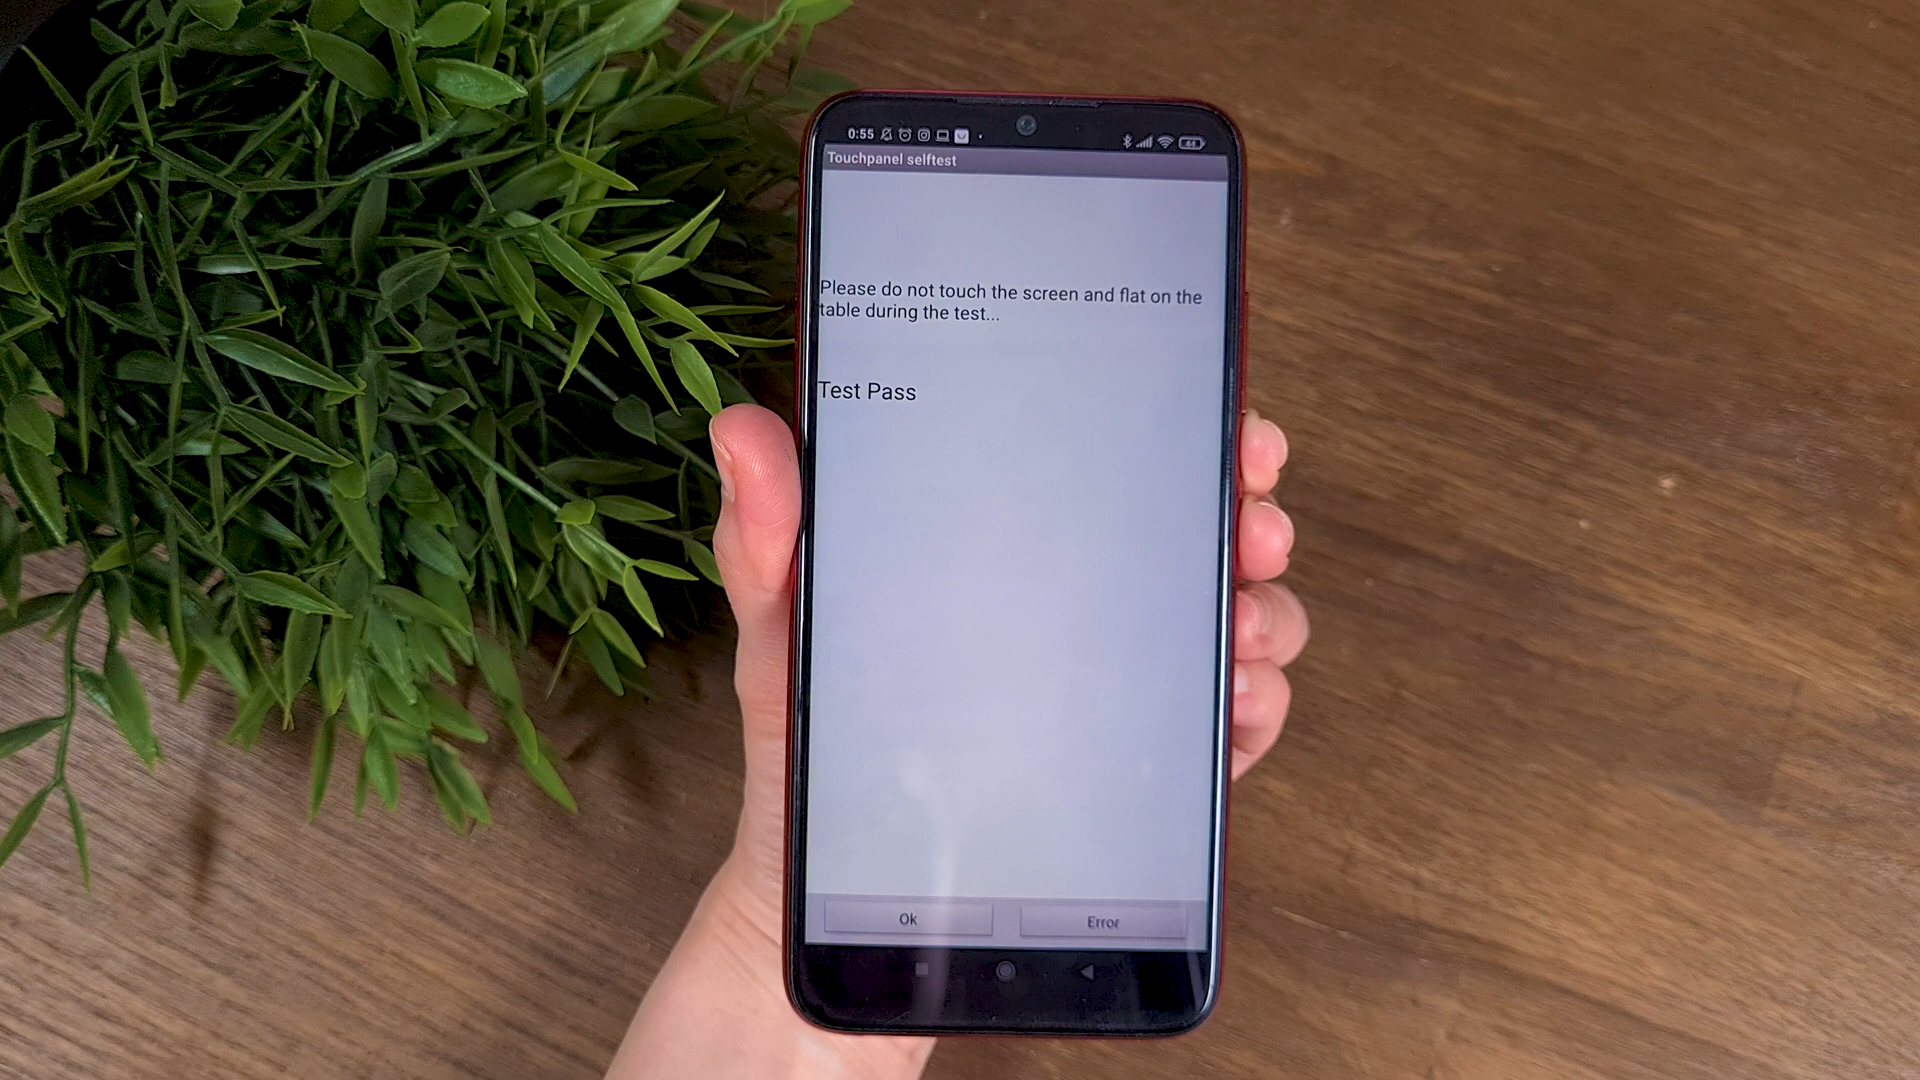 0:55
44
Touchpanel selftest
Please do not touch the screen and flat on the
table during the test...
Test Pass
Ok
Error